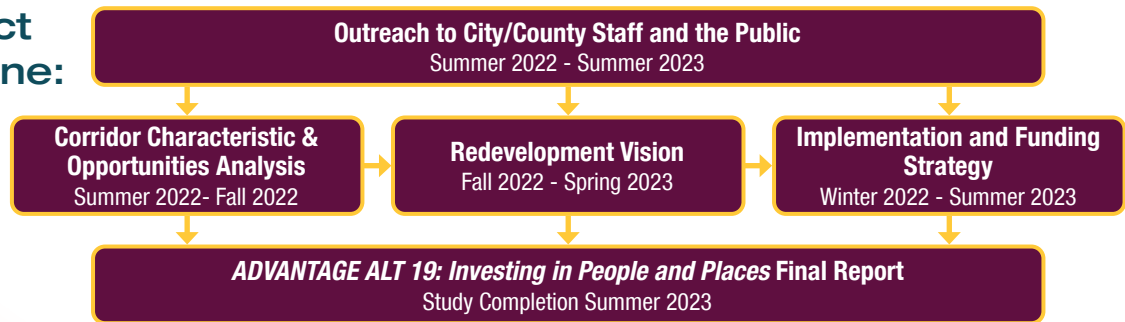 ct
ne:
Outreach to City/County Staff and the Public
Summer 2022 - Summer 2023
Corridor Characteristic &
Opportunities Analysis
Summer 2022- Fall 2022
Redevelopment Vision
Fall 2022 - Spring 2023
Implementation and Funding
Strategy
Winter 2022 - Summer 2023
ADVANTAGE ALT 19: Investing in People and Places Final Report
Study Completion Summer 2023